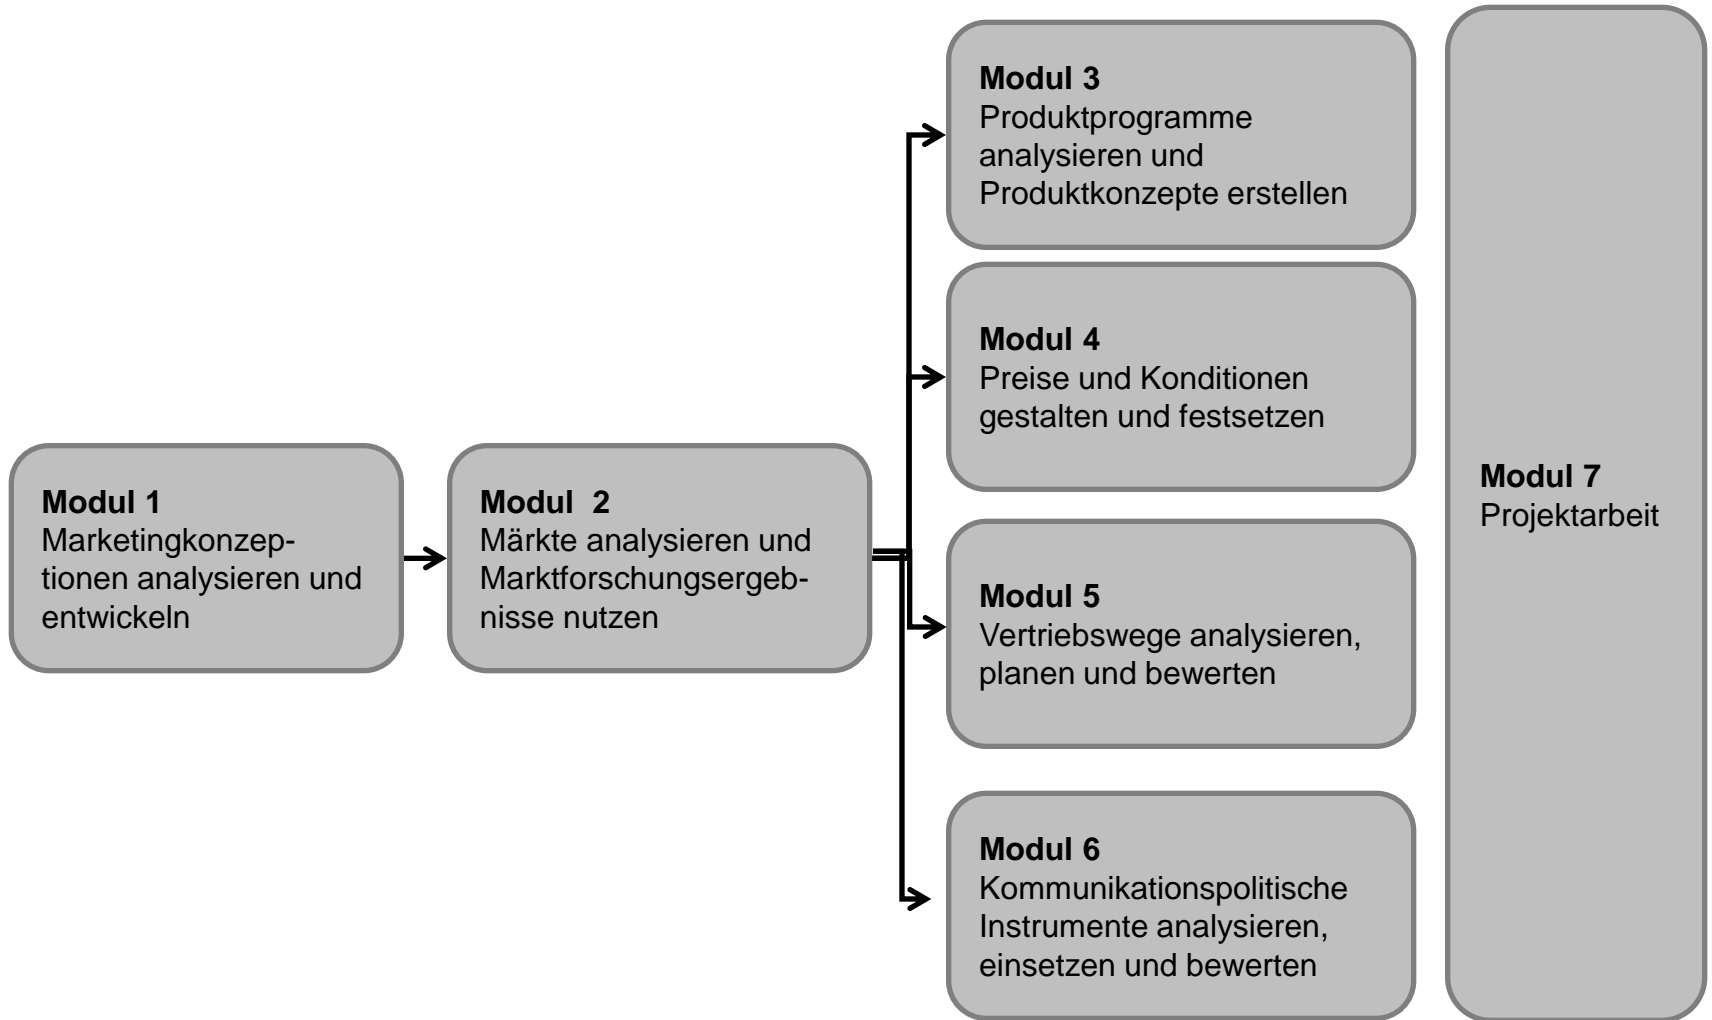 Modul 1
Marketingkonzep-
tionen analysieren und
entwickeln
Modul  2
Märkte analysieren und
Marktforschungsergeb-
nisse nutzen
Modul 3
Produktprogramme
analysieren und
Produktkonzepte erstellen
Modul 4
Preise und Konditionen
gestalten und festsetzen
Modul 5
Vertriebswege analysieren,
planen und bewerten
Modul 6
Kommunikationspolitische
Instrumente analysieren,
einsetzen und bewerten
Modul 7
Projektarbeit